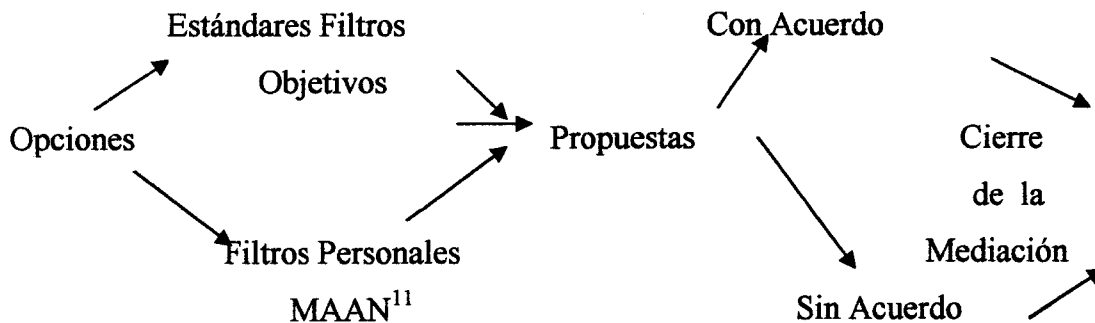 Estándares Filtros
Objetivos
Opciones
Filtros Personales
MAAN¹¹
Propuestas
Con Acuerdo
Sin Acuerdo
Cierre
de la
Mediación